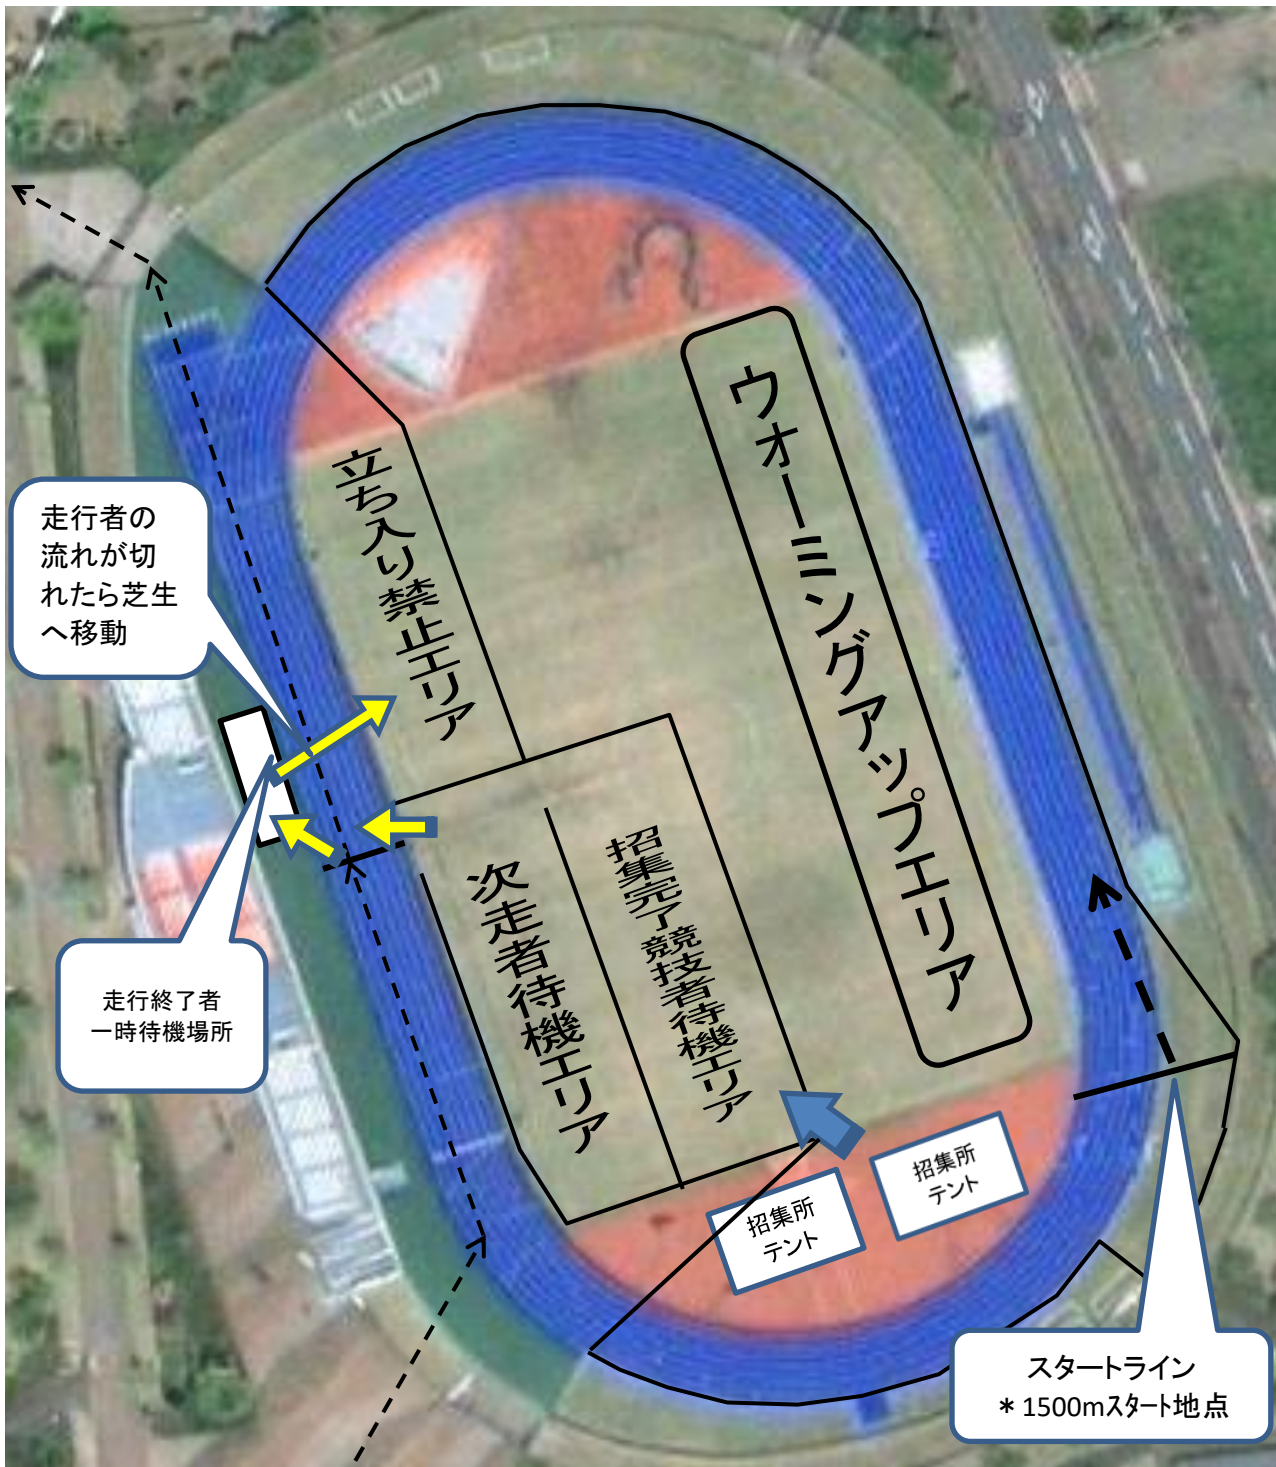 ウォーミングアップエリア
立ち入り禁止エリア
走行者の
流れが切
れたら芝生
へ移動
招集完了競技者待機エリア
次走者待機エリア
走行終了者
一時待機場所
招集所
テント
招集所
テント
スタートライン
＊1500mスタート地点